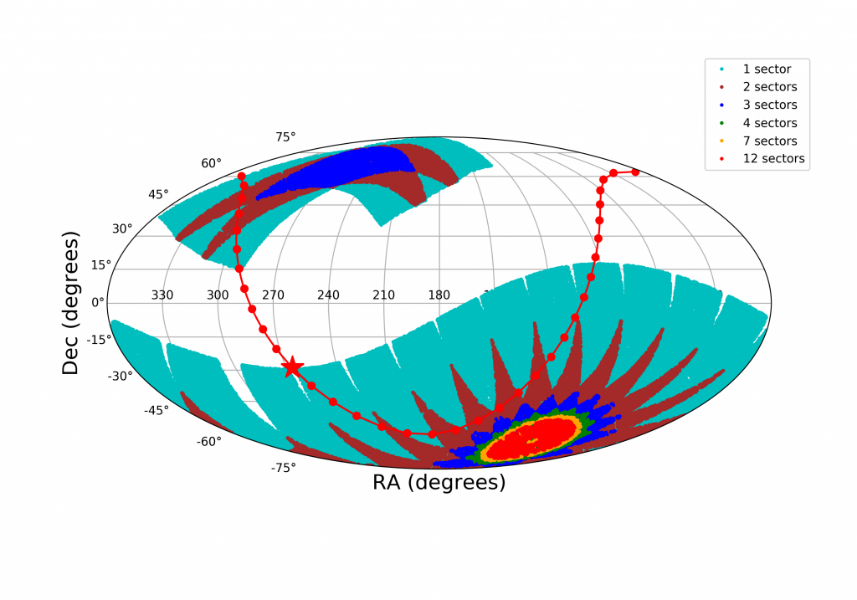 1 sector
2 sectors
3 sectors
4 sectors
7 sectors
12 sectors
75°
60°
45°
30°
15°
0°
-15°
-30°
-45°
-60°
-75°
330 300 270 240 210 180
Dec (degrees)
RA (degrees)